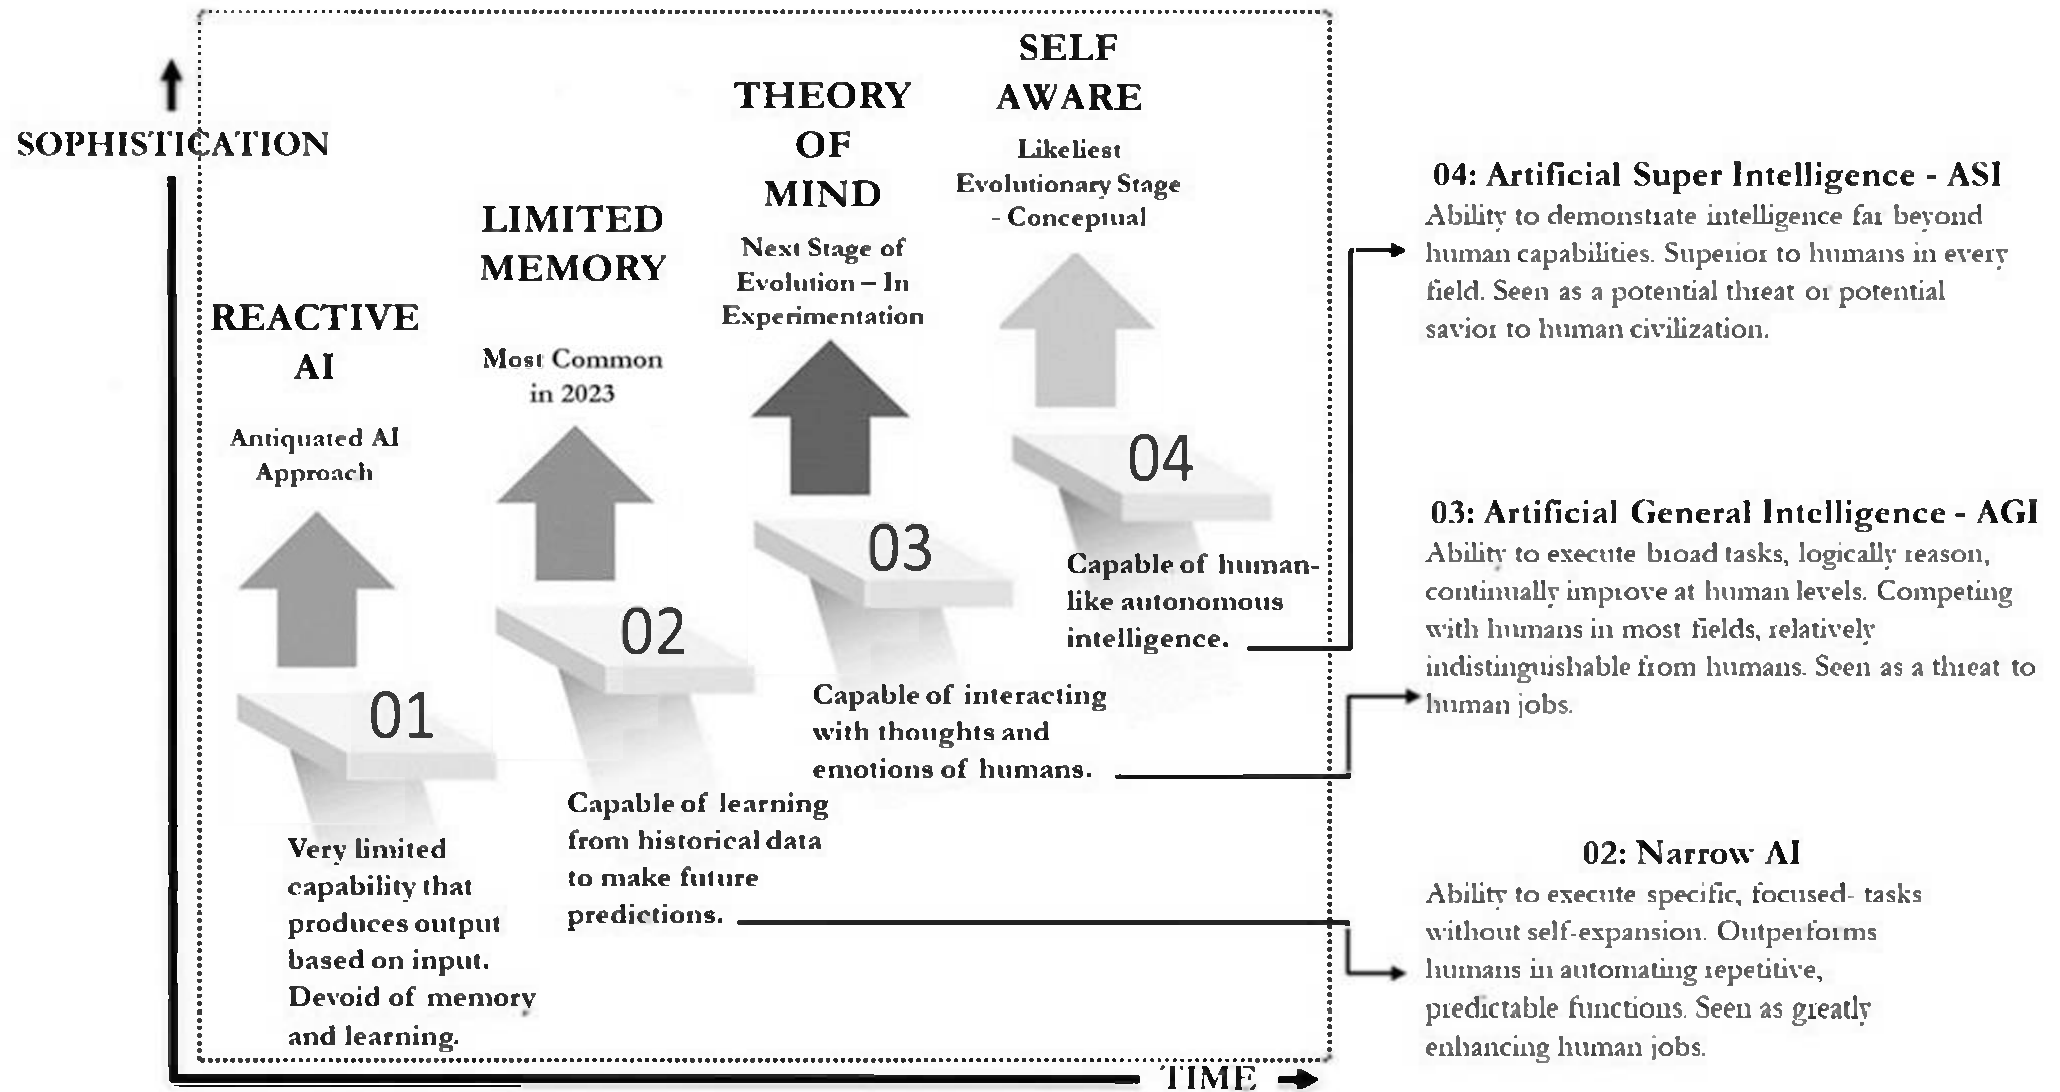 SOPHISTICATION
REACTIVE
AI
Antiquated AI
Approach
01
Very limited
capability that
produces output
based on input.
Devoid of memory
and learning.
LIMITED
MEMORY
Most Common
in 2023
02
Capable of learning
from historical data
to make future
predictions.
THEORY
OF
MIND
Next Stage of
Evolution – In
Experimentation
03
Capable of interacting
with thoughts and
emotions of humans.
SELF
AWARE
Likeliest
Evolutionary Stage
- Conceptual
04
Capable of human-
like autonomous
intelligence.
04: Artificial Super Intelligence - ASI
Ability to demonstrate intelligence far beyond
human capabilities. Superior to humans in every
field. Seen as a potential threat or potential
savior to human civilization.
03: Artificial General Intelligence - AGI
Ability to execute broad tasks, logically reason,
continually improve at human levels. Competing
with humans in most fields, relatively
indistinguishable from humans. Seen as a threat to
human jobs.
02: Narrow AI
Ability to execute specific, focused- tasks
without self-expansion. Outperforms
humans in automating repetitive,
predictable functions. Seen as greatly
enhancing human jobs.
TIME